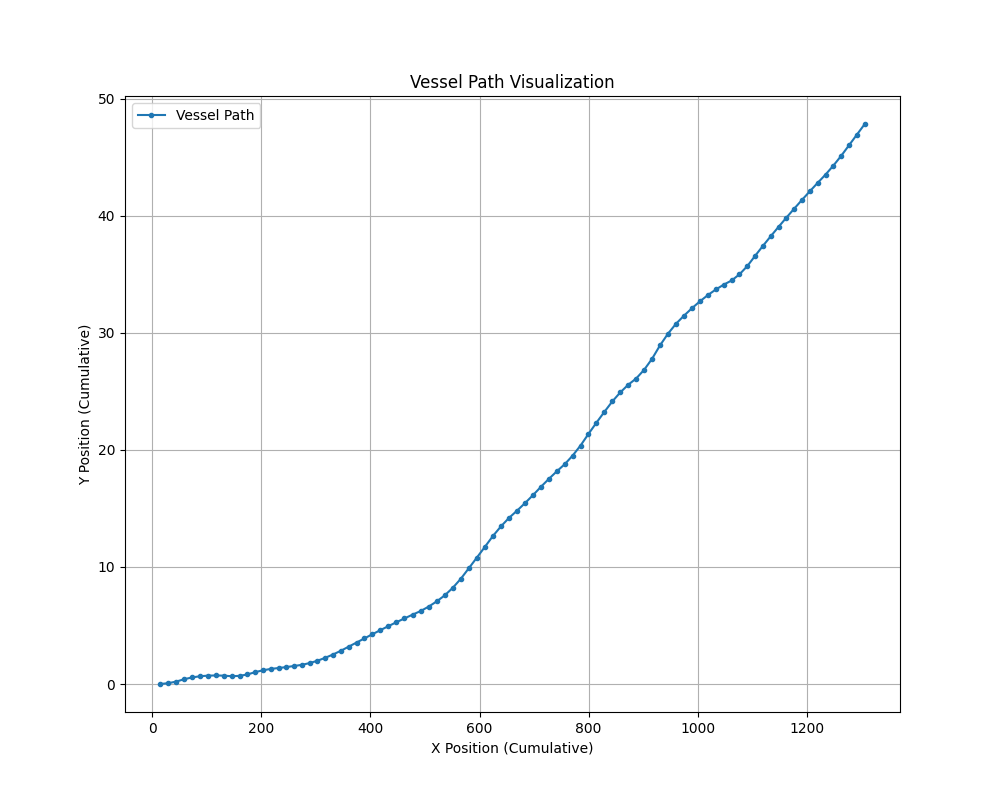 Vessel Path Visualization
Vessel Path
Y Position (Cumulative)
50
40
30
20
10
0
0 200 400 600 800 1000 1200
X Position (Cumulative)